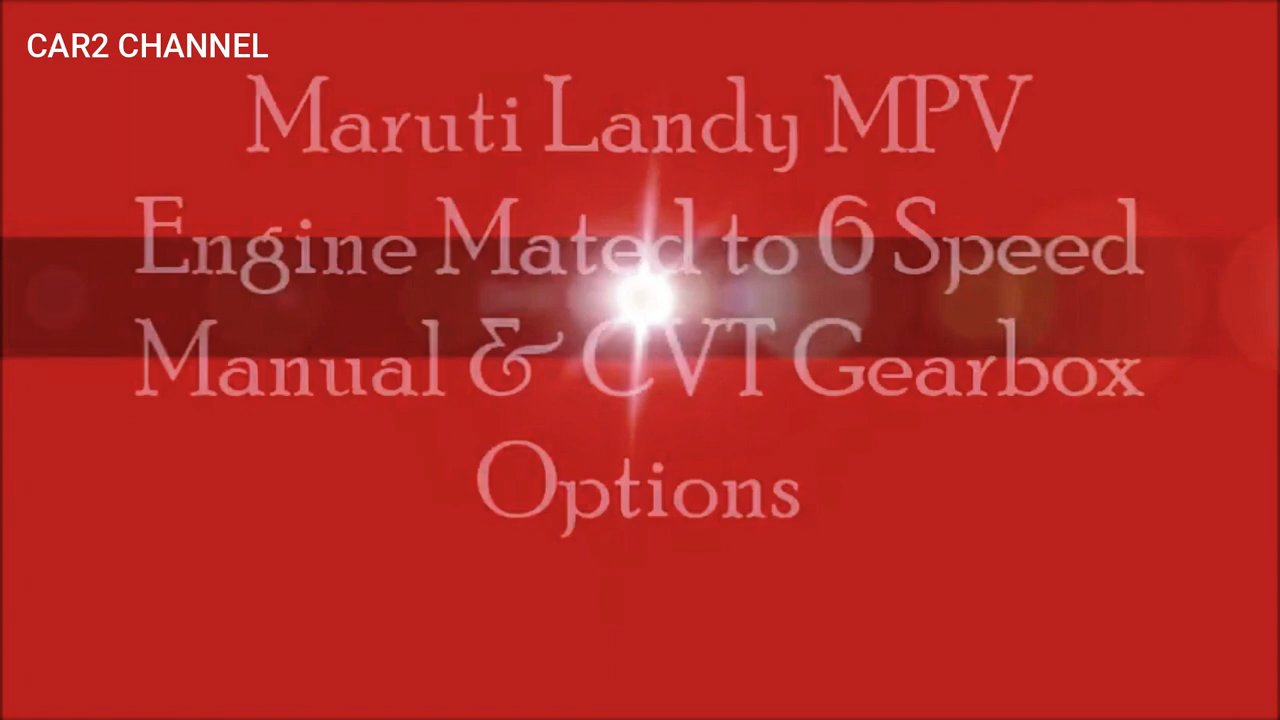 CAR2 CHANNEL
Maruti Landy MPV
Engine Mated to 6 Speed
Manual & CVT Gearbox
Options